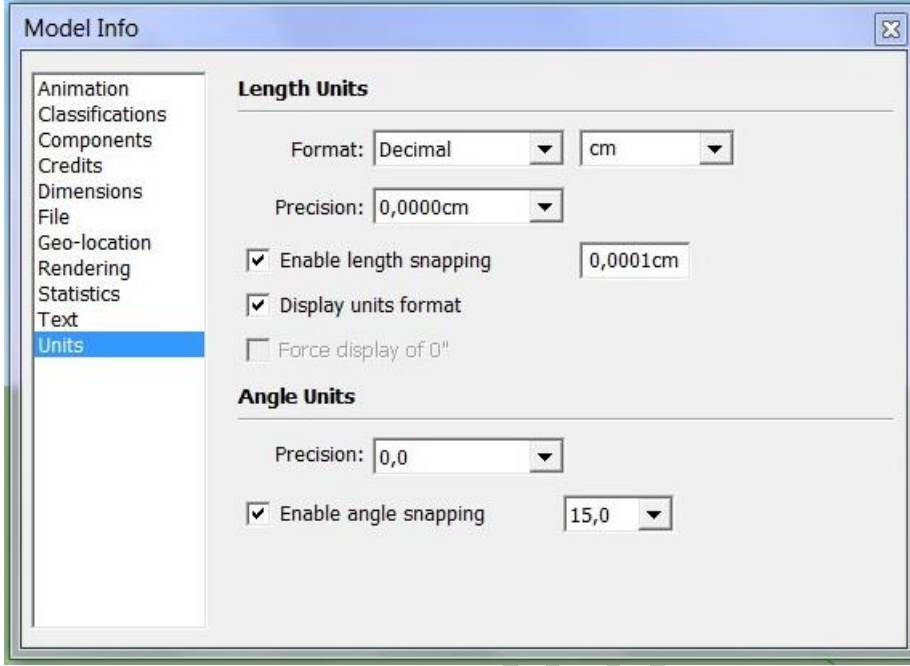 Model Info
Animation
Classifications
Components
Credits
Dimensions
File
Geo-location
Rendering
Statistics
Text
Units
Length Units
Format: Decimal cm
Precision: 0,0000cm
Enable length snapping 0,0001cm
Display units format
Force display of 0"
Angle Units
Precision: 0,0
Enable angle snapping 15,0